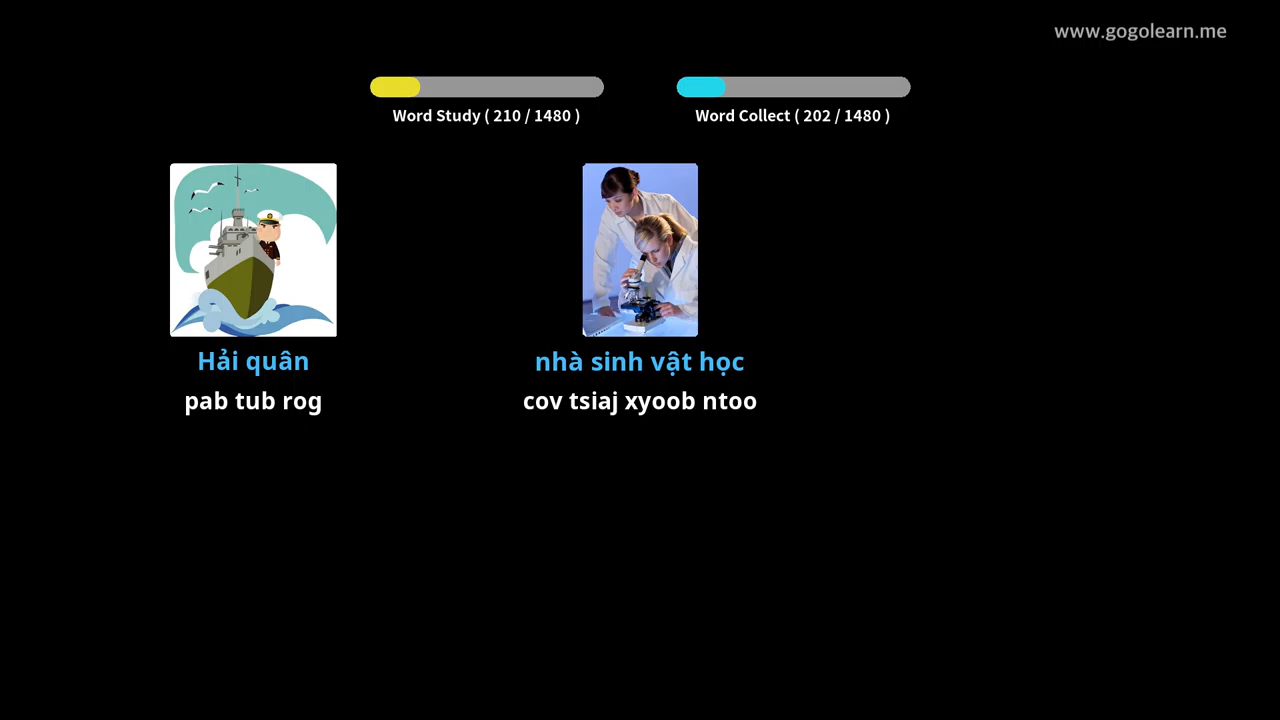 www.gogolearn.me
Word Study ( 210 / 1480 )
Word Collect ( 202 / 1480 )
Hải quân
nhà sinh vật học
pab tub rog
cov tsiaj xyoob ntoo